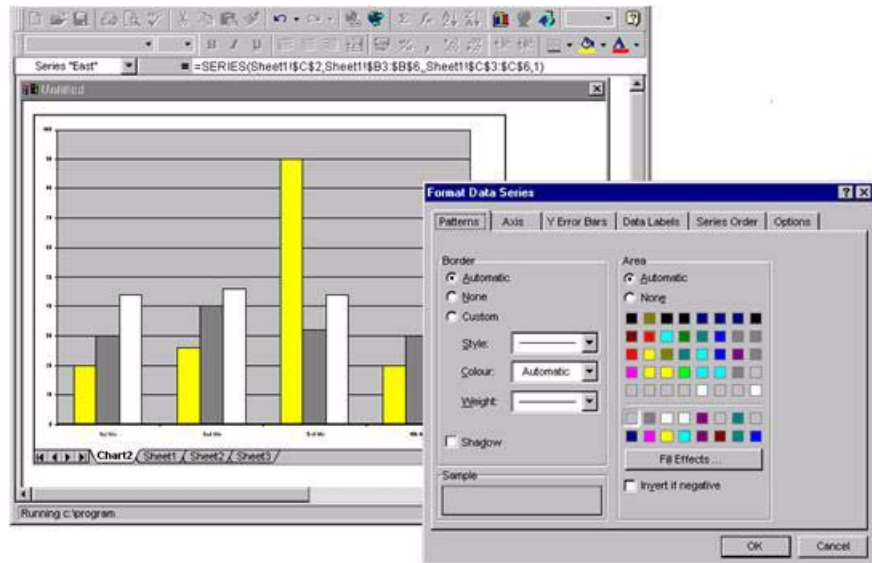 B I U
%
Series "East"
= =SERIES(Sheet1!$C$2,Sheet1!$B3:$B$6,,Sheet1!$C$3:$C$6,1)
Untitled
Chart2 Sheet1 Sheet2 Sheet3
Running c:\program
Format Data Series
Patterns Axis Y Error Bars Data Labels Series Order Options
Border
Automatic
None
Custom
Style:
Colour: Automatic
Weight:
Shadow
Sample
Area
Automatic
None
Fill Effects ...
Invert if negative
OK Cancel